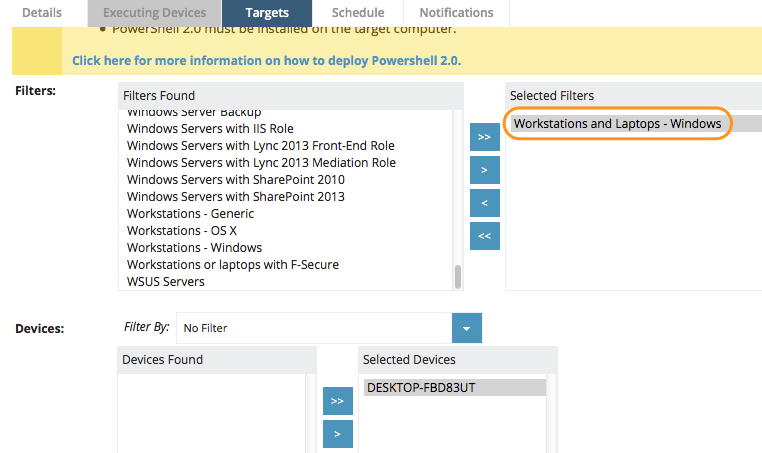 Details Executing Devices Targets Schedule Notifications
PowerShell 2.0 must be installed on the target computer.
Click here for more information on how to deploy Powershell 2.0.
Filters:
Filters Found
Windows Server Backup
Windows Servers with IIS Role
Windows Servers with Lync 2013 Front-End Role
Windows Servers with Lync 2013 Mediation Role
Windows Servers with SharePoint 2010
Windows Servers with SharePoint 2013
Workstations - Generic
Workstations - OS X
Workstations - Windows
Workstations or laptops with F-Secure
WSUS Servers
>>
>
<
<<
Selected Filters
Workstations and Laptops - Windows
Devices:
Filter By: No Filter
Devices Found
>>
>
Selected Devices
DESKTOP-FBD83UT